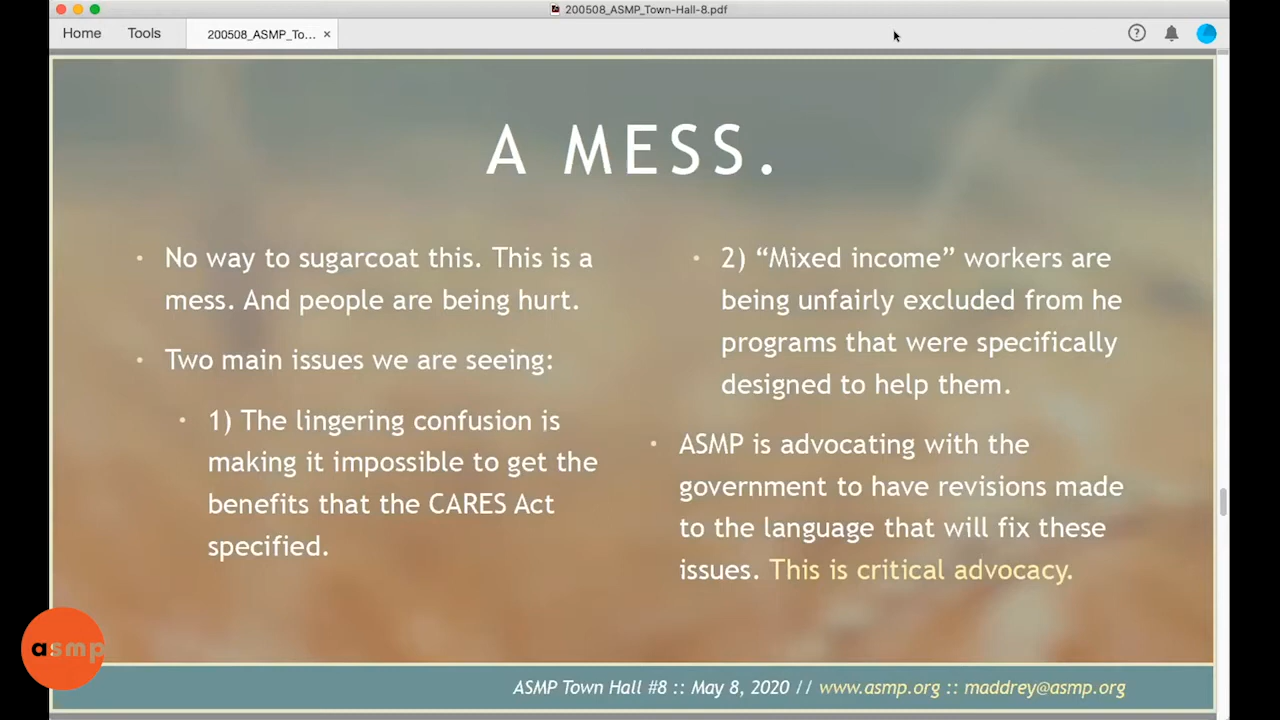 200508_ASMP_Town-Hall-8.pdf
Home
Tools
200508_ASMP_To... ×
?
A MESS.
• No way to sugarcoat this. This is a
mess. And people are being hurt.
• Two main issues we are seeing:
• 1) The lingering confusion is
making it impossible to get the
benefits that the CARES Act
specified.
• 2) “Mixed income” workers are
being unfairly excluded from he
programs that were specifically
designed to help them.
• ASMP is advocating with the
government to have revisions made
to the language that will fix these
issues. This is critical advocacy.
asmp
ASMP Town Hall #8 :: May 8, 2020 // www.asmp.org :: maddrey@asmp.org